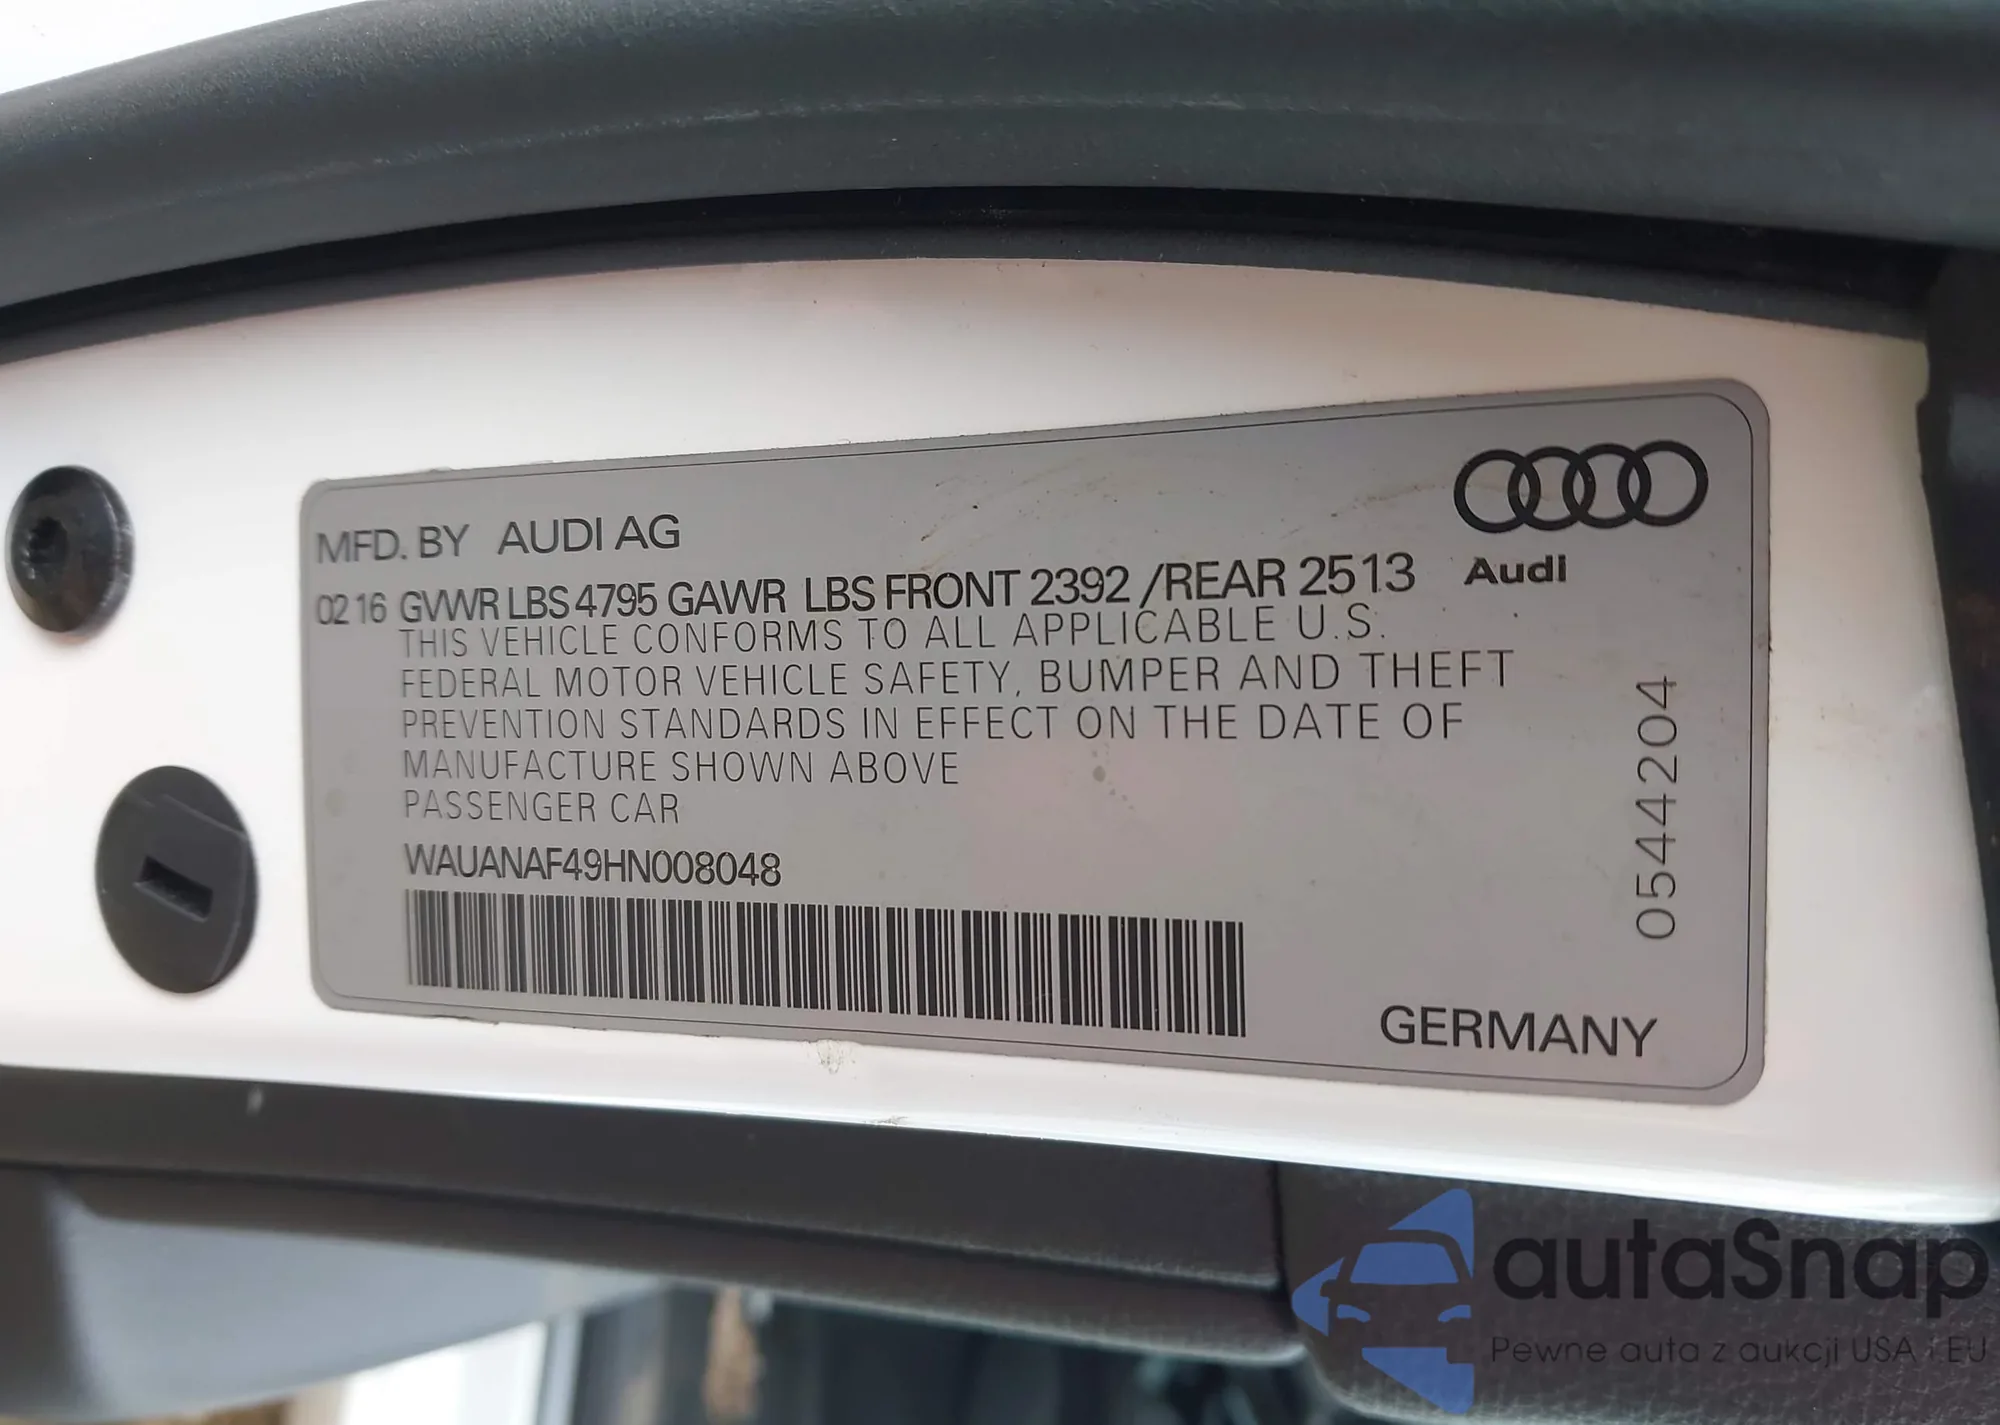 MFD. BY AUDI AG
02 16 GVWR LBS 4795 GAWR LBS FRONT 2392 /REAR 2513
Audi
THIS VEHICLE CONFORMS TO ALL APPLICABLE U.S.
FEDERAL MOTOR VEHICLE SAFETY, BUMPER AND THEFT
PREVENTION STANDARDS IN EFFECT ON THE DATE OF
MANUFACTURE SHOWN ABOVE
PASSENGER CAR
WAUANAF49HN008048
0544204
GERMANY
autaSnap
Pewne auta z aukcji USA i EU